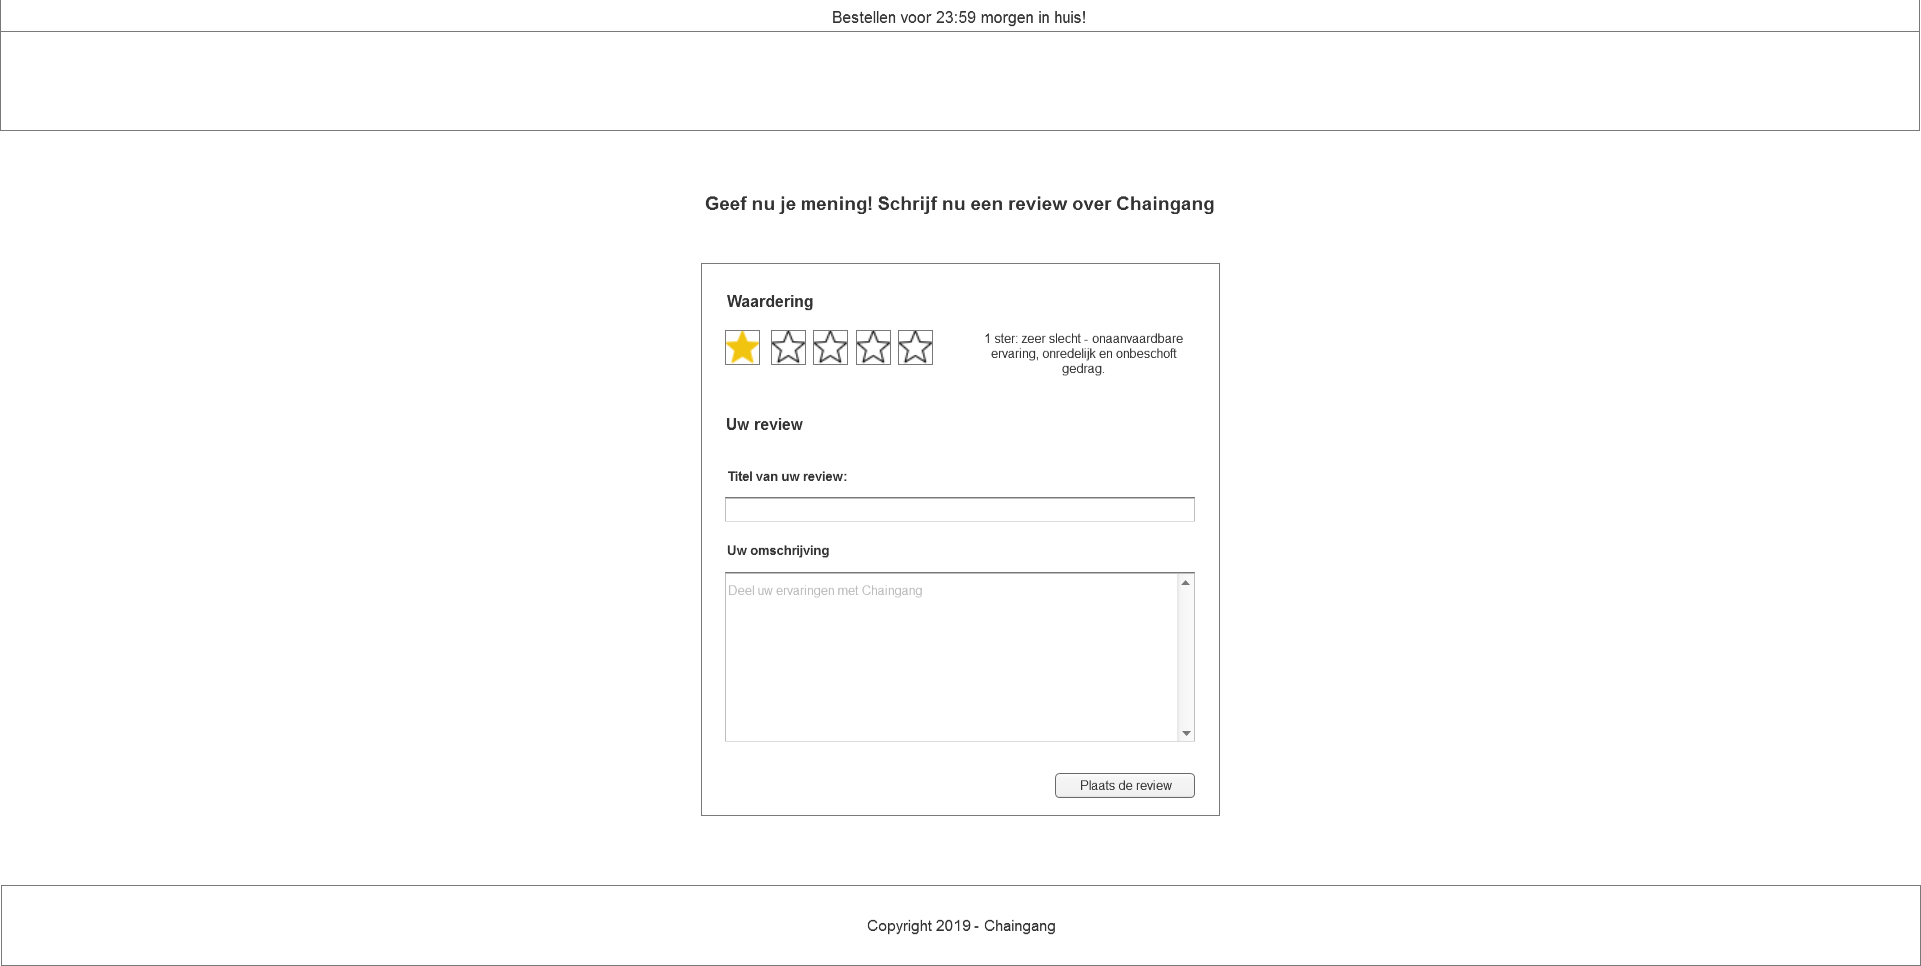 Bestellen voor 23:59 morgen in huis!
Geef nu je mening! Schrijf nu een review over Chaingang
Waardering
1 ster: zeer slecht - onaanvaardbare
ervaring, onredelijk en onbeschoft
gedrag.
Uw review
Titel van uw review:
Uw omschrijving
Deel uw ervaringen met Chaingang
Plaats de review
Copyright 2019 - Chaingang